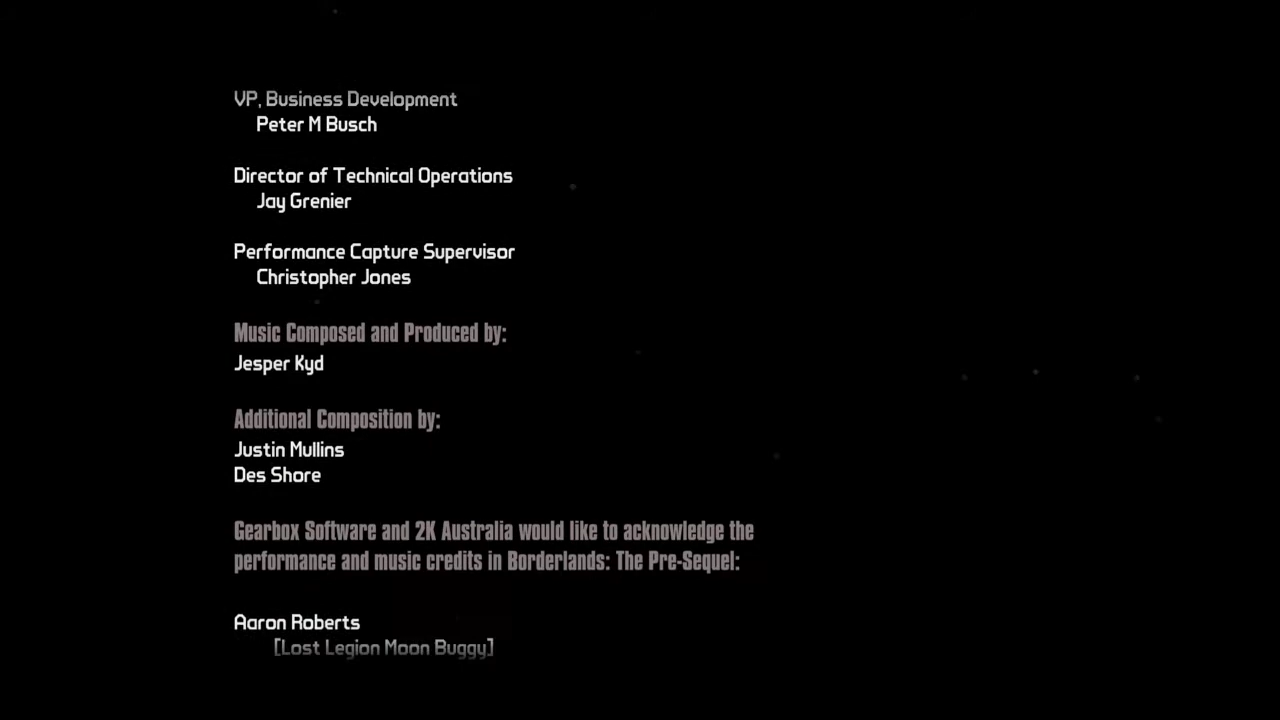 VP, Business Development
Peter M Busch
Director of Technical Operations
Jay Grenier
Performance Capture Supervisor
Christopher Jones
Music Composed and Produced by:
Jesper Kyd
Additional Composition by:
Justin Mullins
Des Shore
Gearbox Software and 2K Australia would like to acknowledge the
performance and music credits in Borderlands: The Pre-Sequel:
Aaron Roberts
[Lost Legion Moon Buggy]